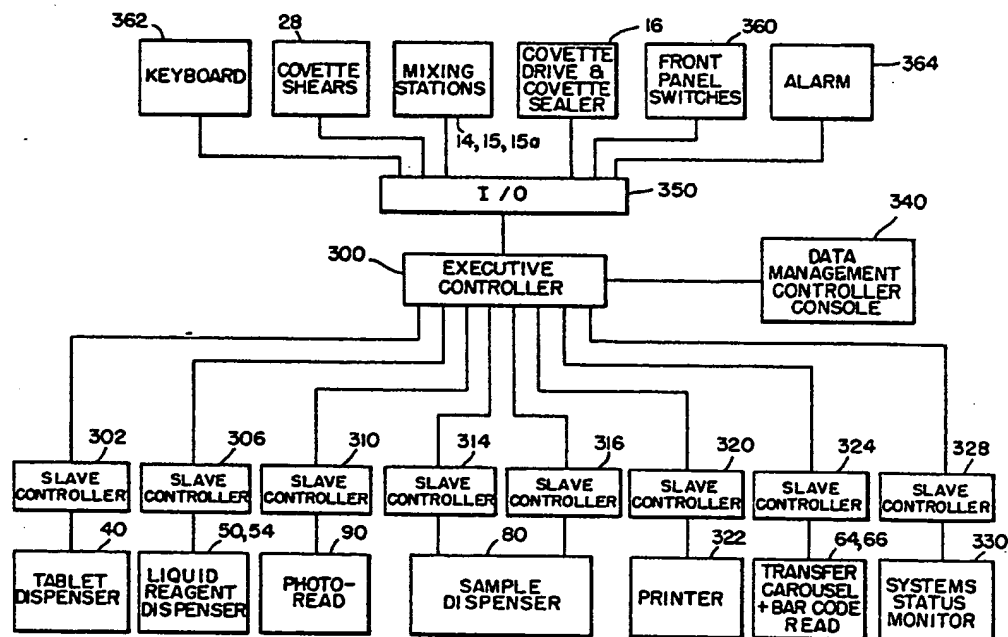 362
28
16
360
364
KEYBOARD
COVETTE
SHEARS
MIXING
STATIONS
COVETTE
DRIVE &
COVETTE
SEALER
FRONT
PANEL
SWITCHES
ALARM
14, 15, 15a
I/O
350
340
300
EXECUTIVE
CONTROLLER
DATA
MANAGEMENT
CONTROLLER
CONSOLE
302
306
310
314
316
320
324
328
SLAVE
CONTROLLER
SLAVE
CONTROLLER
SLAVE
CONTROLLER
SLAVE
CONTROLLER
SLAVE
CONTROLLER
SLAVE
CONTROLLER
SLAVE
CONTROLLER
SLAVE
CONTROLLER
40
50,54
90
80
322
64,66
330
TABLET
DISPENSER
LIQUID
REAGENT
DISPENSER
PHOTO-
READ
SAMPLE
DISPENSER
PRINTER
TRANSFER
CAROUSEL
+ BAR CODE
READ
SYSTEMS
STATUS
MONITOR